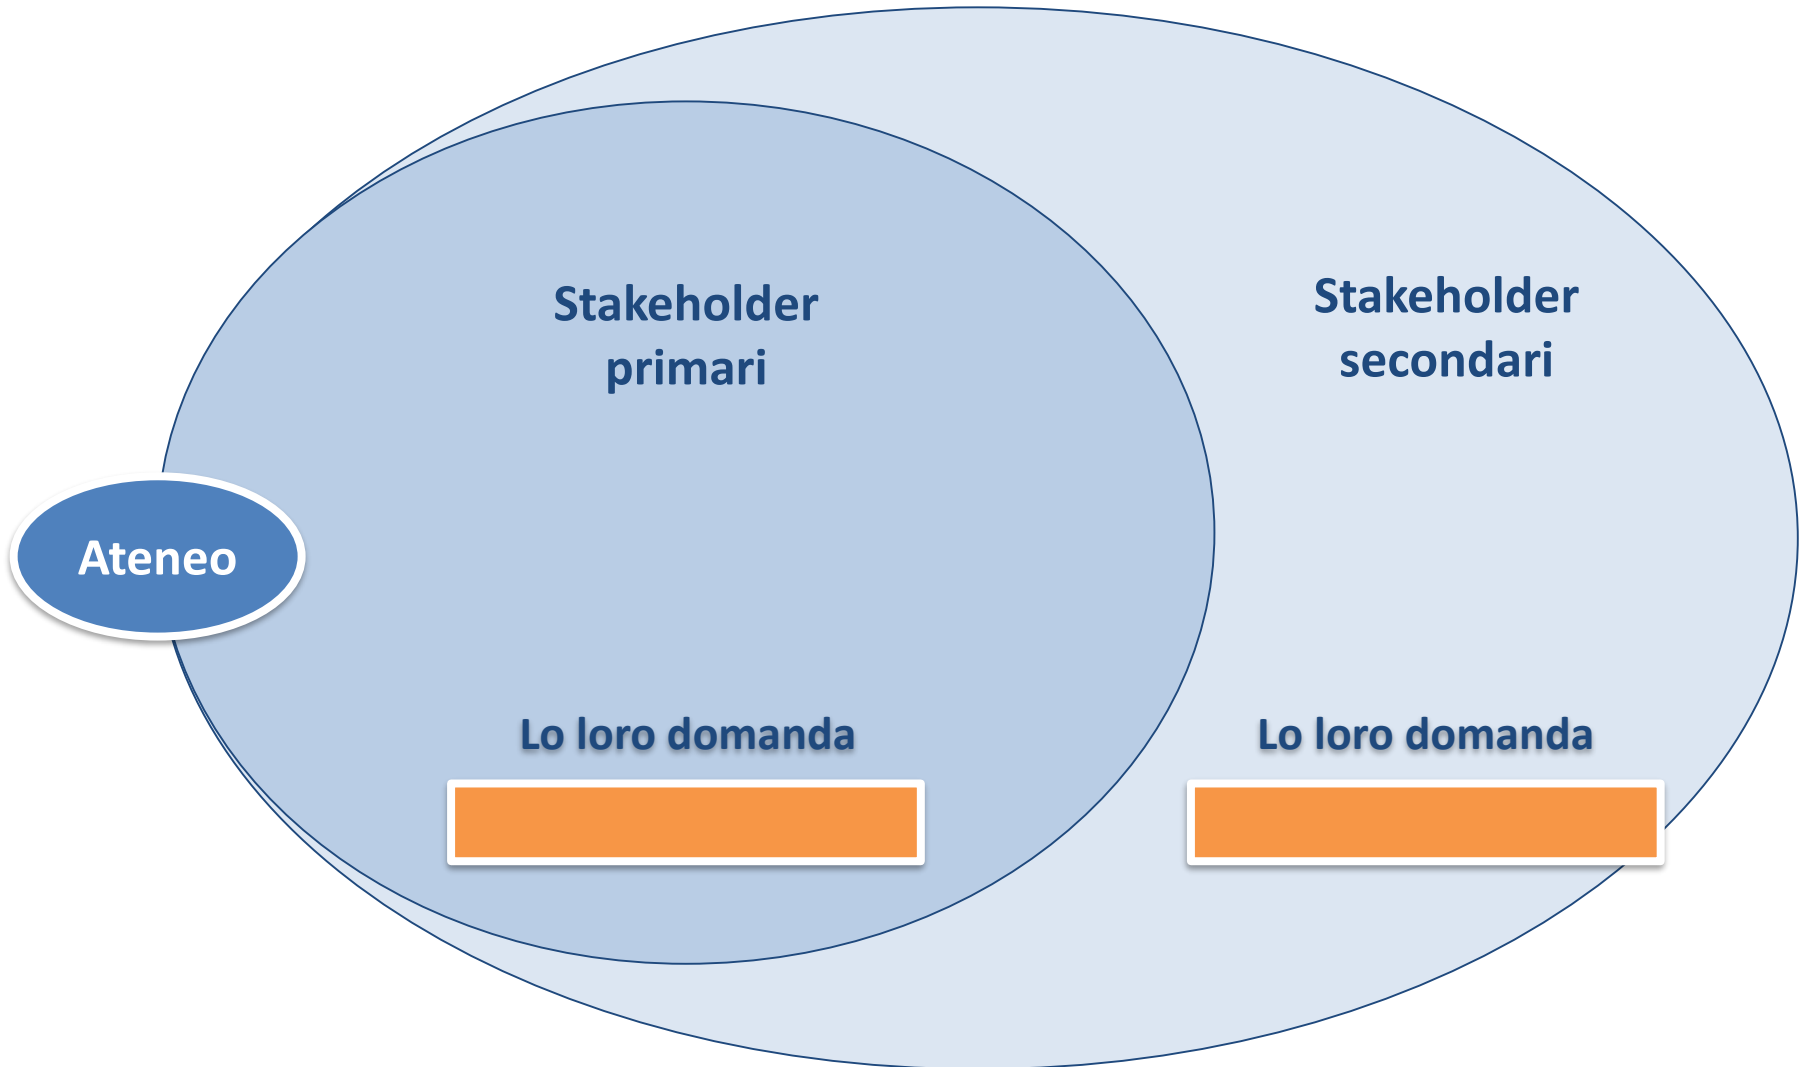 Stakeholder
primari
Stakeholder
secondari
Ateneo
Lo loro domanda
Lo loro domanda